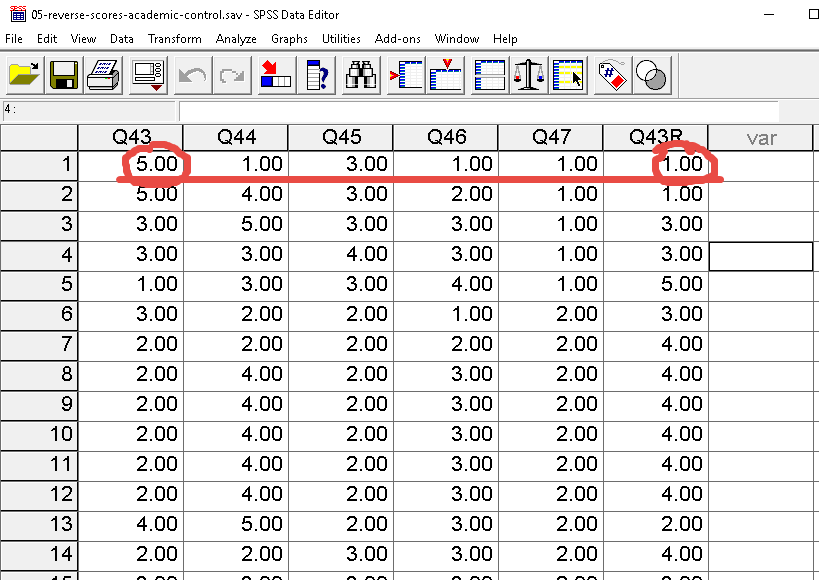 05-reverse-scores-academic-control.sav - SPSS Data Editor
File Edit View Data Transform Analyze Graphs Utilities Add-ons Window Help
4 :
Q43 Q44 Q45 Q46 Q47 Q43R var
1 5.00 1.00 3.00 1.00 1.00 1.00
2 5.00 4.00 3.00 2.00 1.00 1.00
3 3.00 5.00 3.00 3.00 1.00 3.00
4 3.00 3.00 4.00 3.00 1.00 3.00
5 1.00 3.00 3.00 4.00 1.00 5.00
6 3.00 2.00 2.00 1.00 2.00 3.00
7 2.00 2.00 2.00 2.00 2.00 4.00
8 2.00 4.00 2.00 3.00 2.00 4.00
9 2.00 4.00 2.00 3.00 2.00 4.00
10 2.00 4.00 2.00 3.00 2.00 4.00
11 2.00 4.00 2.00 3.00 2.00 4.00
12 2.00 4.00 2.00 3.00 2.00 4.00
13 4.00 5.00 2.00 3.00 2.00 2.00
14 2.00 2.00 3.00 3.00 2.00 4.00